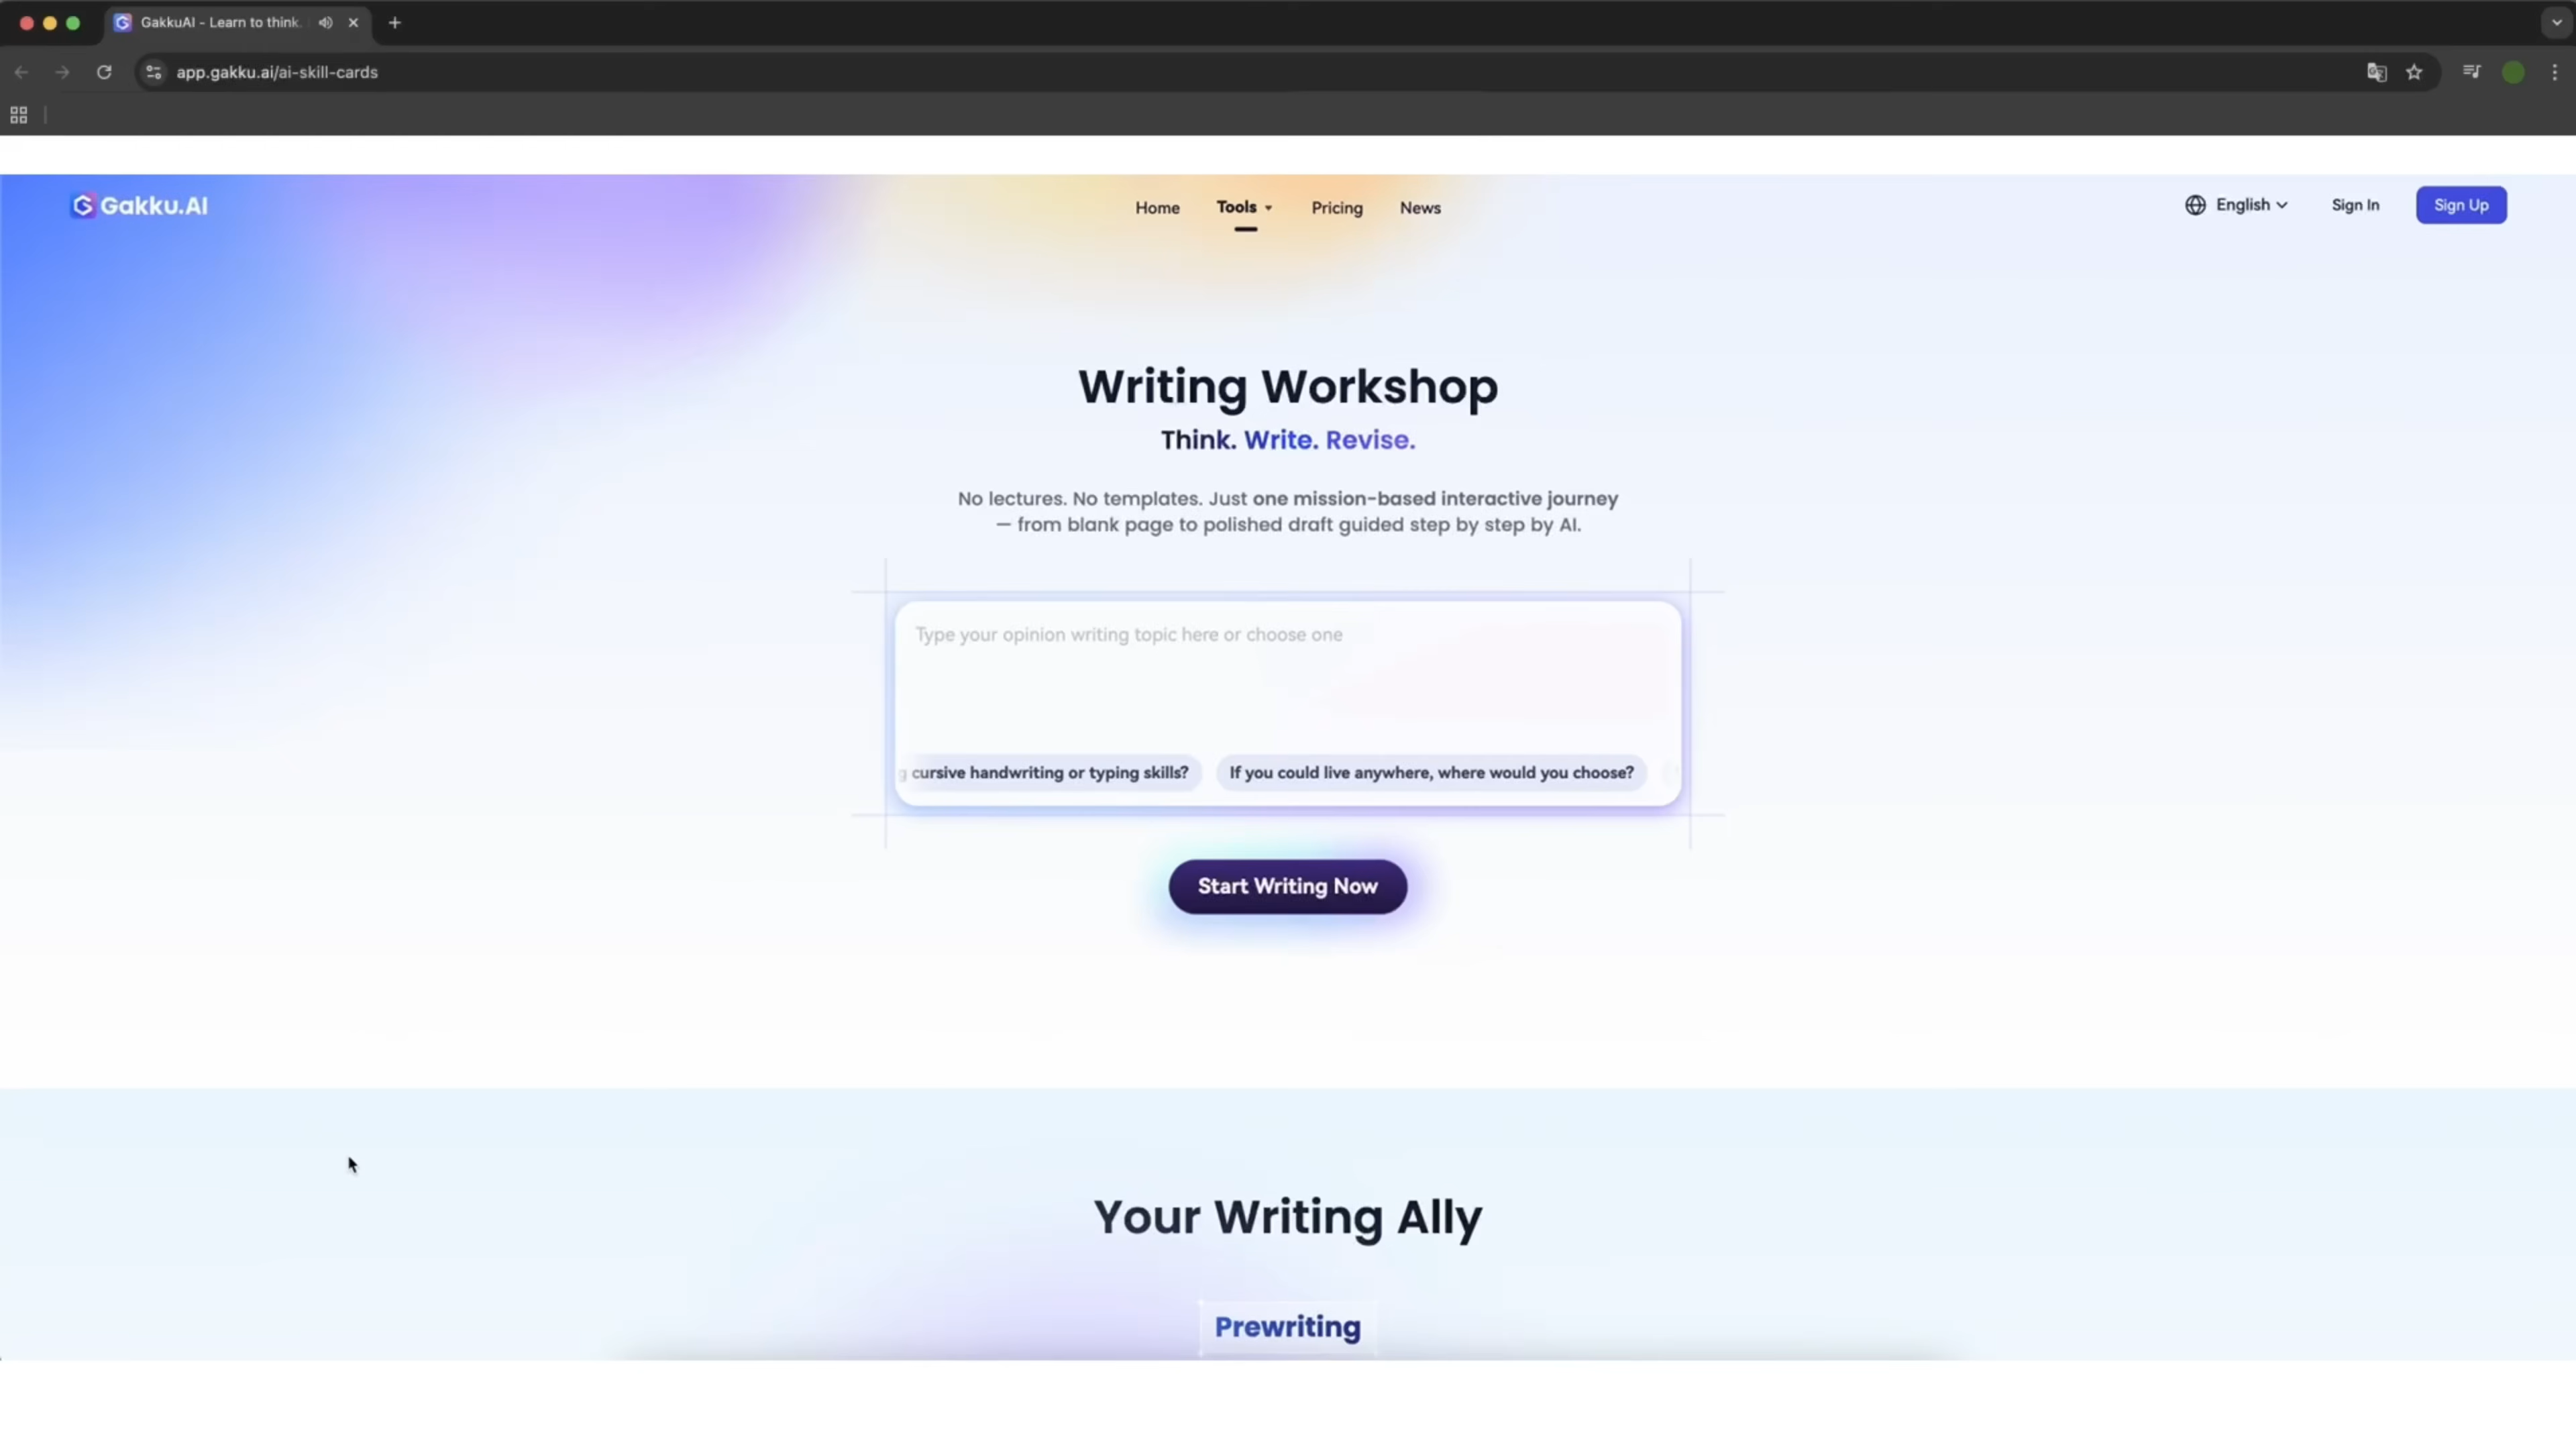 GakkuAI - Learn to think.
app.gakku.ai/ai-skill-cards
Gakku.AI
Home
Tools
Pricing
News
English
Sign In
Sign Up
Writing Workshop
Think. Write. Revise.
No lectures. No templates. Just one mission-based interactive journey
— from blank page to polished draft guided step by step by AI.
Type your opinion writing topic here or choose one
g cursive handwriting or typing skills?
If you could live anywhere, where would you choose?
Start Writing Now
Your Writing Ally
Prewriting